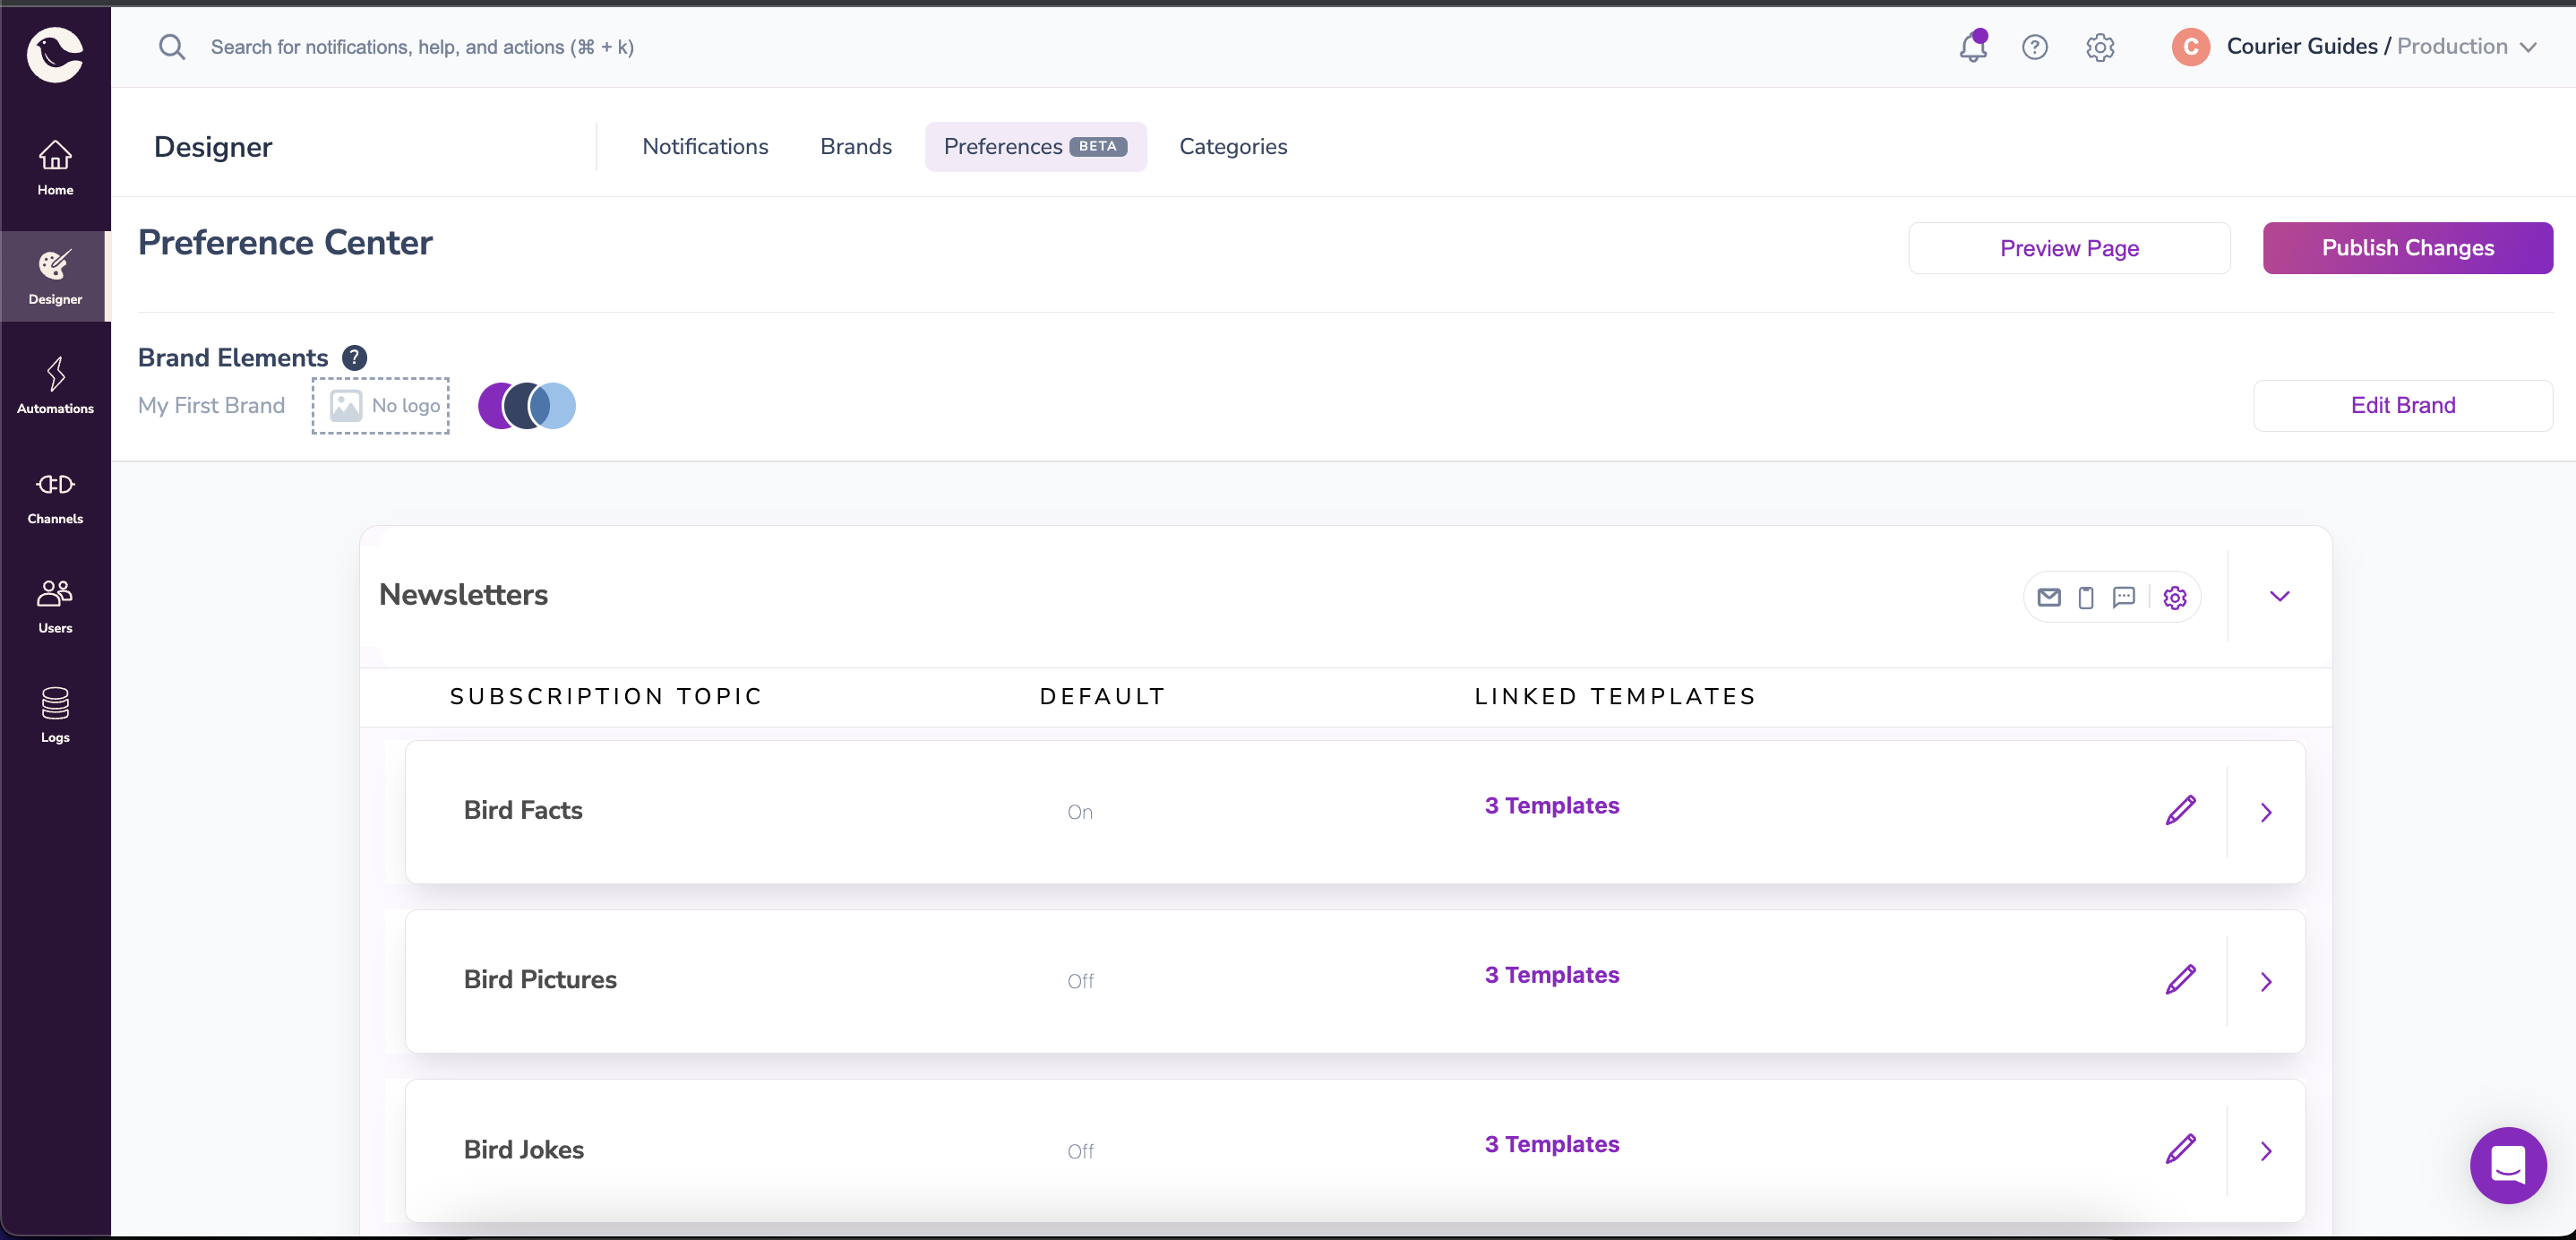 Search for notifications, help, and actions (⌘ + k)
C Courier Guides / Production
Home
Designer
Automations
Channels
Users
Logs
Designer
Notifications Brands Preferences BETA Categories
Preference Center
Preview Page Publish Changes
Brand Elements ?
My First Brand No logo Edit Brand
Newsletters
SUBSCRIPTION TOPIC DEFAULT LINKED TEMPLATES
Bird Facts On 3 Templates
Bird Pictures Off 3 Templates
Bird Jokes Off 3 Templates